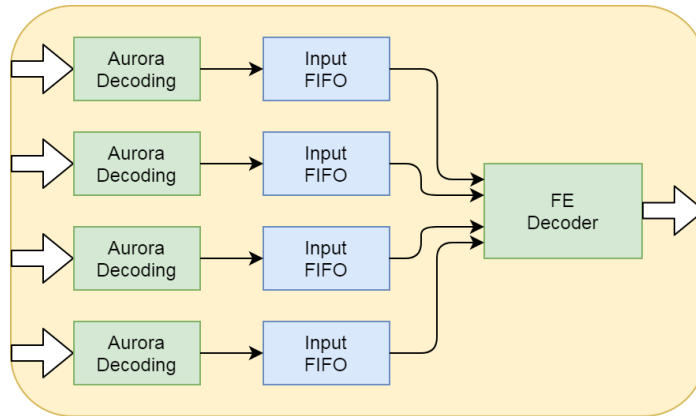 Aurora
Decoding
Input
FIFO
Aurora
Decoding
Input
FIFO
FE
Decoder
Aurora
Decoding
Input
FIFO
Aurora
Decoding
Input
FIFO